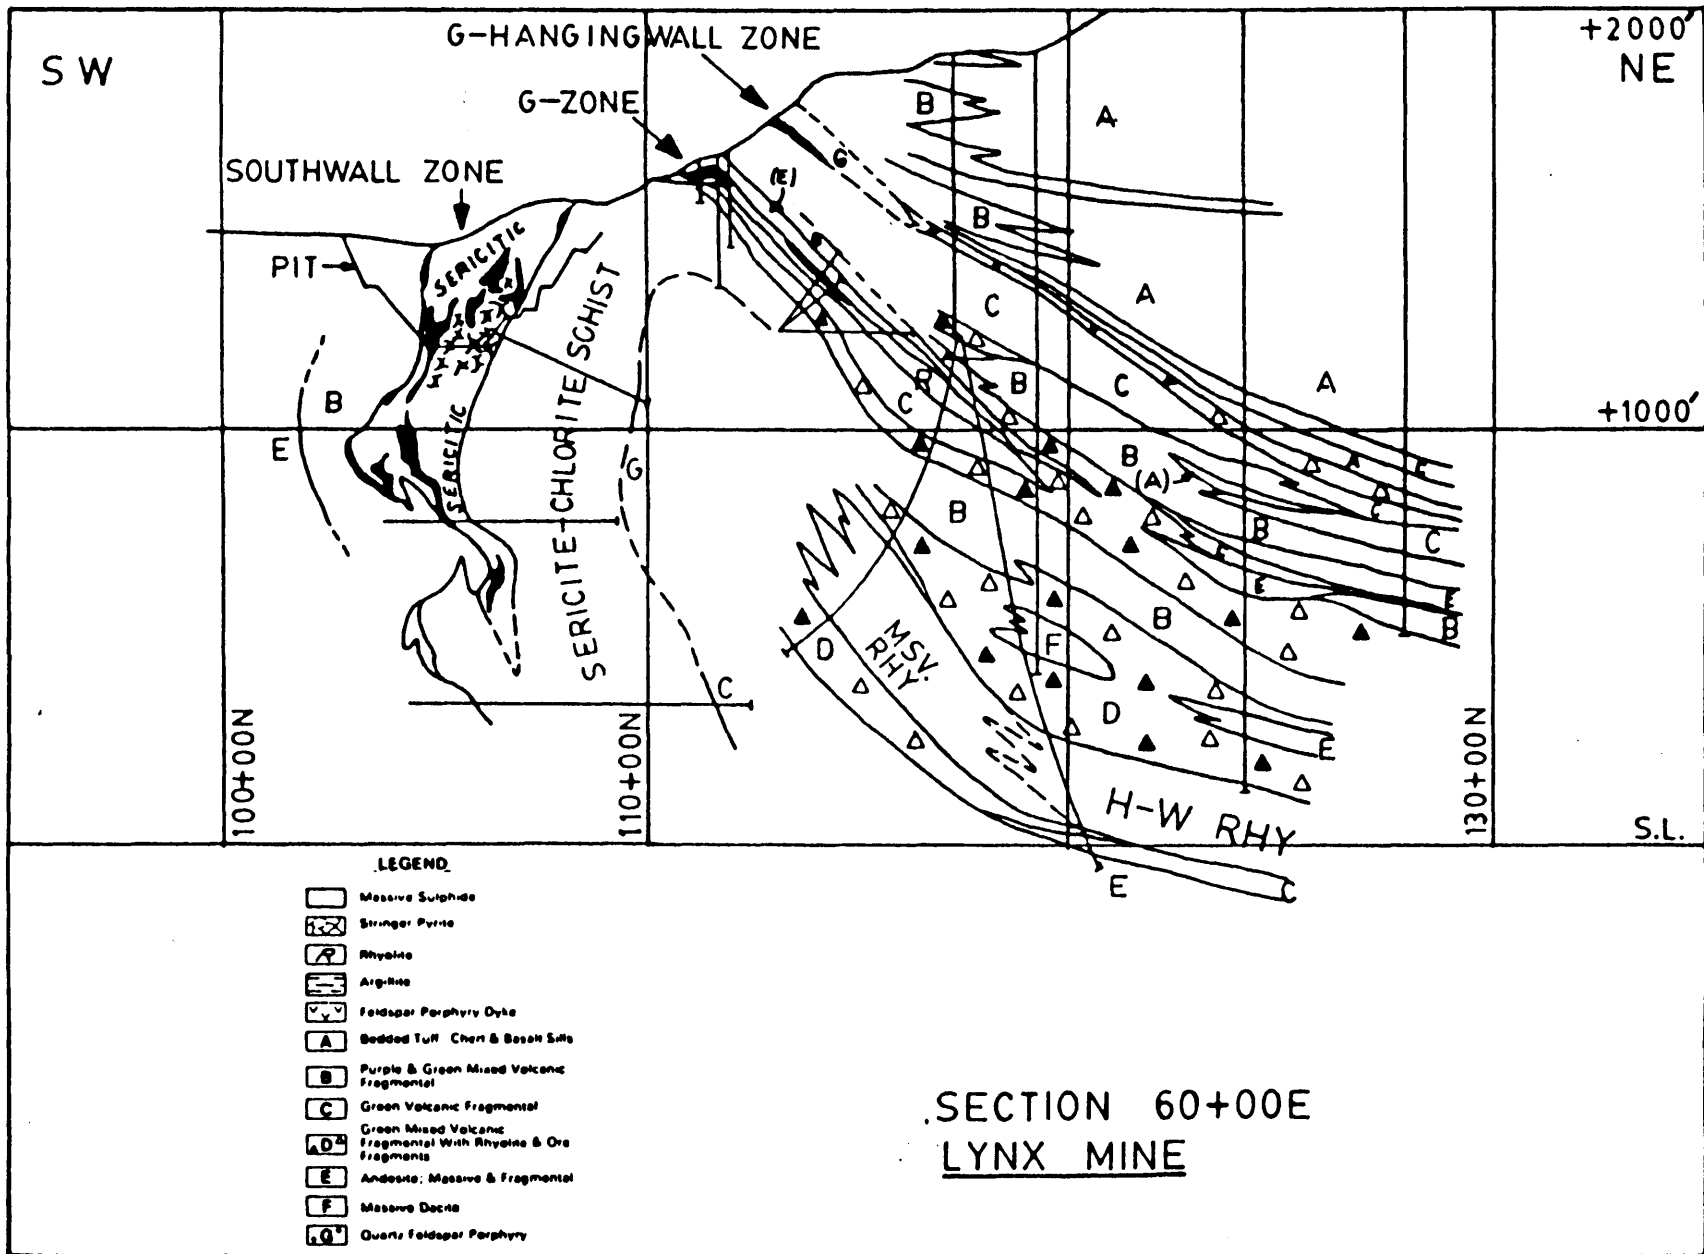 +2000'
SW
NE
G-HANGINGWALL ZONE
G-ZONE
SOUTHWALL ZONE
PIT
SERICITIC
SERICITIC
SERICITE-CHLORITE SCHIST
B
E
G
C
G
(E)
B
A
B
C
A
C
A
+1000'
R
C
B
B
(A)
B
C
B
A
E
C
E
E
E
B
B
F
D
E
D
MSV.
RHY.
H-W RHY
E
C
100+00N
110+00N
130+00N
S.L.
LEGEND
Massive Sulphide
Stringer Pyrite
R Rhyolite
Argillite
Feldspar Porphyry Dyke
A Bedded Tuff Chert & Basalt Sills
B Purple & Green Mixed Volcanic
Fragmental
C Green Volcanic Fragmental
D Green Mixed Volcanic
Fragmental With Rhyolite & Ore
Fragments
E Andesite; Massive & Fragmental
F Massive Dacite
G Quartz Feldspar Porphyry
SECTION 60+00E
LYNX MINE